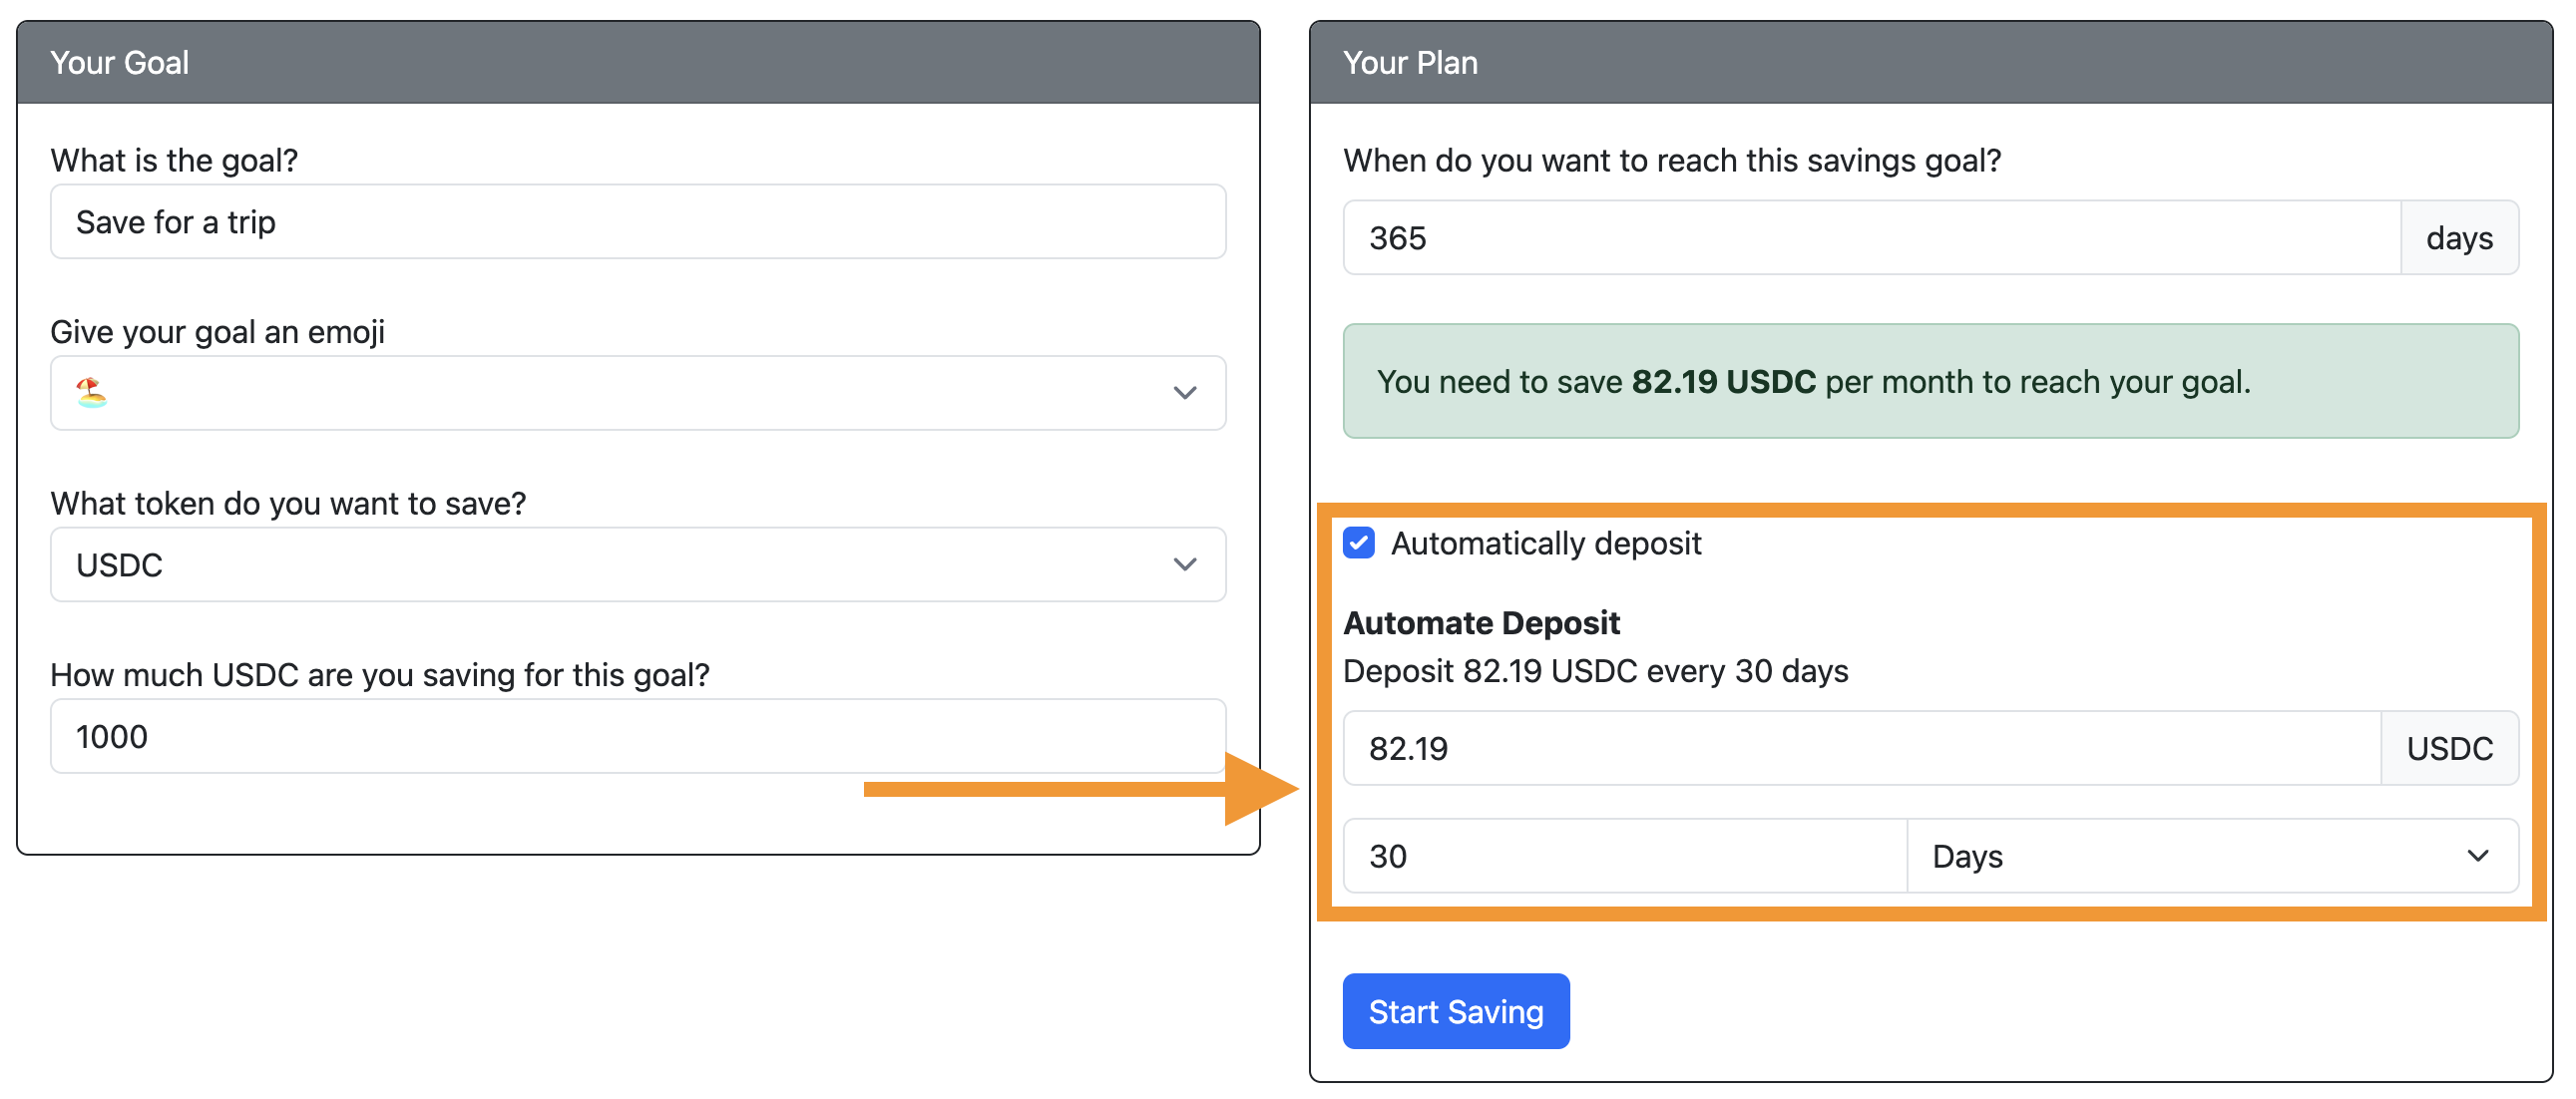 Your Goal
What is the goal?
Save for a trip
Give your goal an emoji
🏖️
What token do you want to save?
USDC
How much USDC are you saving for this goal?
1000
Your Plan
When do you want to reach this savings goal?
365 days
You need to save 82.19 USDC per month to reach your goal.
Automatically deposit
Automate Deposit
Deposit 82.19 USDC every 30 days
82.19 USDC
30 Days
Start Saving